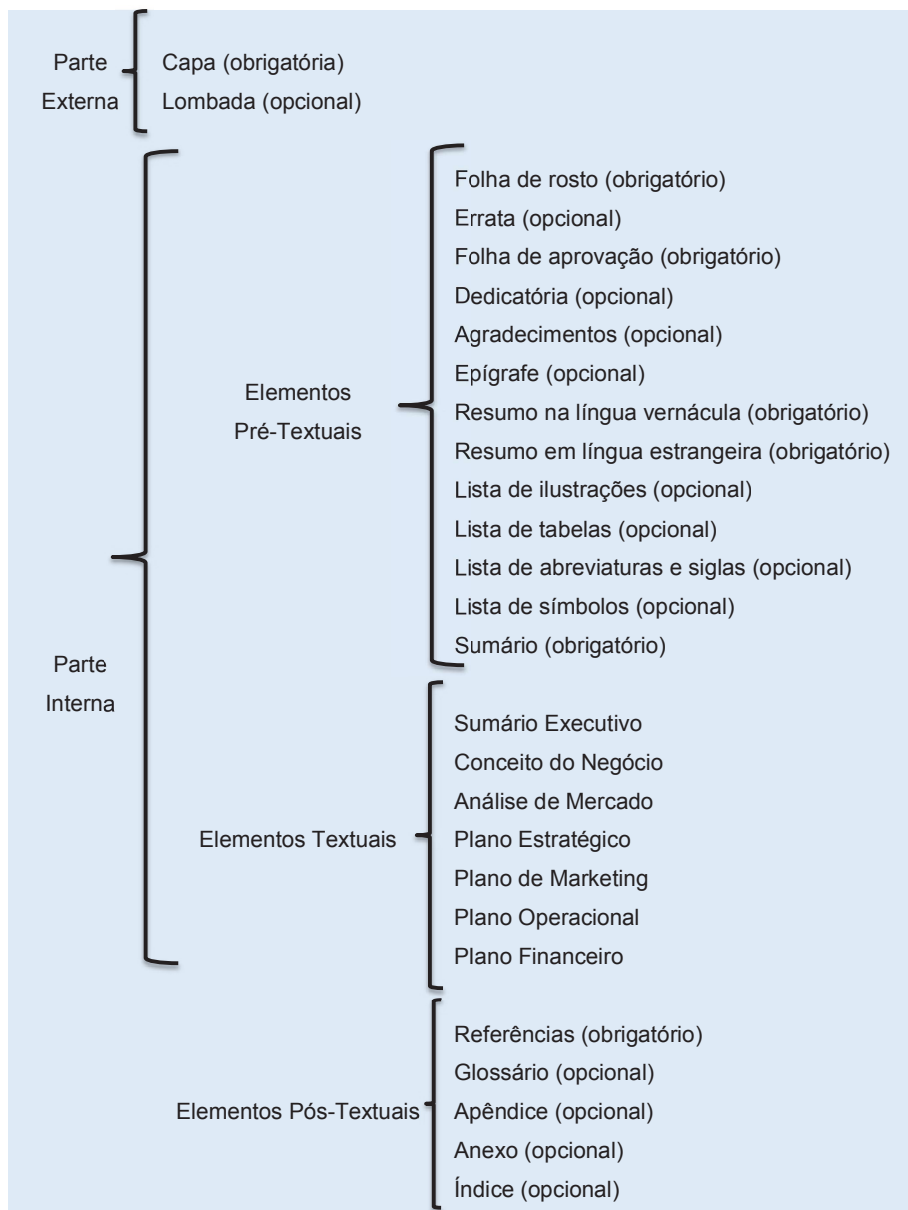 Parte
Externa
Capa (obrigatória)
Lombada (opcional)
Parte
Interna
Elementos
Pré-Textuais
Folha de rosto (obrigatório)
Errata (opcional)
Folha de aprovação (obrigatório)
Dedicatória (opcional)
Agradecimentos (opcional)
Epígrafe (opcional)
Resumo na língua vernácula (obrigatório)
Resumo em língua estrangeira (obrigatório)
Lista de ilustrações (opcional)
Lista de tabelas (opcional)
Lista de abreviaturas e siglas (opcional)
Lista de símbolos (opcional)
Sumário (obrigatório)
Elementos Textuais
Sumário Executivo
Conceito do Negócio
Análise de Mercado
Plano Estratégico
Plano de Marketing
Plano Operacional
Plano Financeiro
Elementos Pós-Textuais
Referências (obrigatório)
Glossário (opcional)
Apêndice (opcional)
Anexo (opcional)
Índice (opcional)